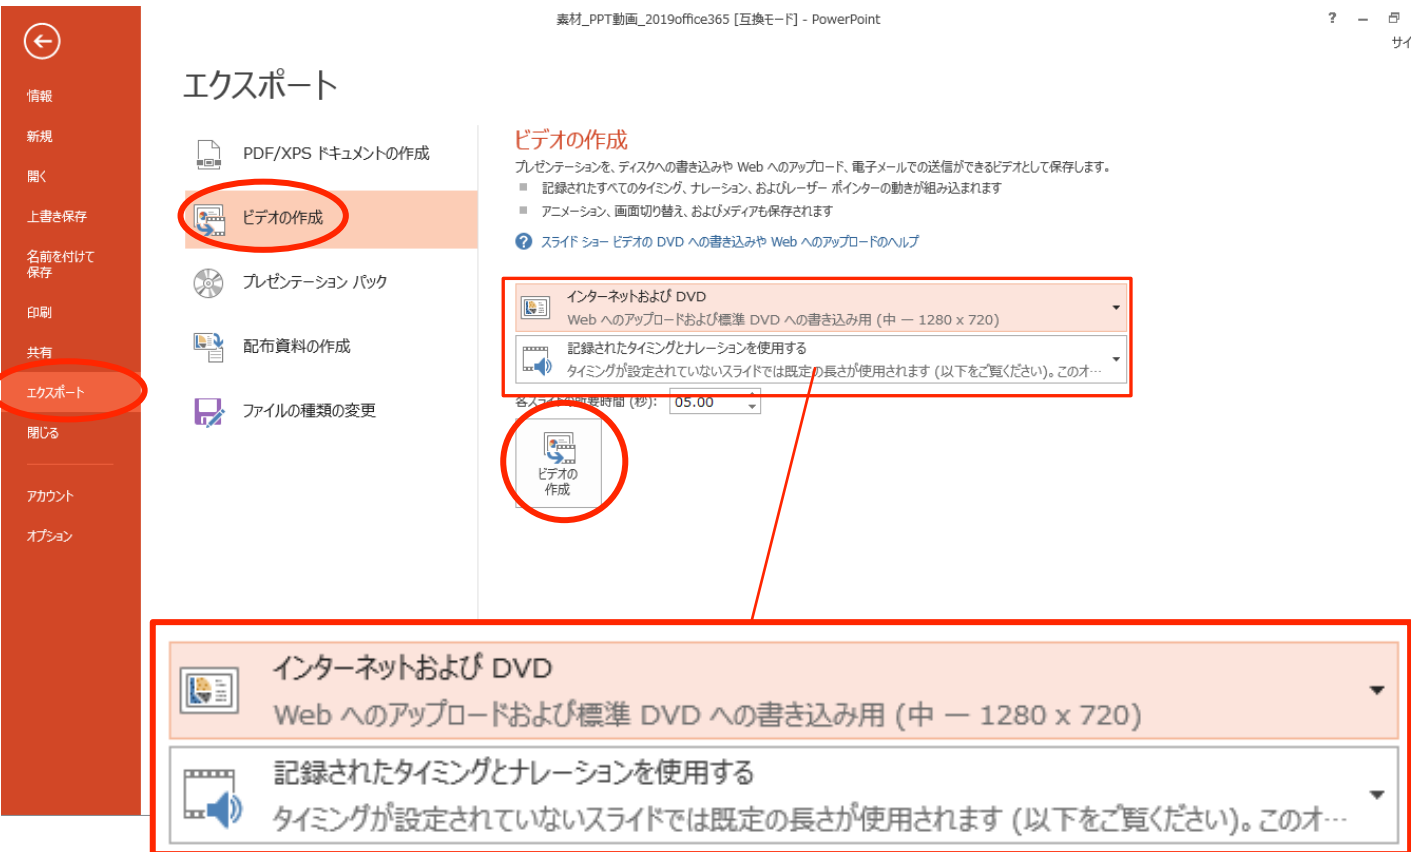 素材_PPT動画_2019office365 [互換モード] - PowerPoint
?
サイ
情報
新規
開く
上書き保存
名前を付けて
保存
印刷
共有
エクスポート
閉じる
アカウント
オプション
エクスポート
PDF/XPS ドキュメントの作成
ビデオの作成
プレゼンテーション パック
配布資料の作成
ファイルの種類の変更
ビデオの作成
プレゼンテーションを、ディスクへの書き込みや Web へのアップロード、電子メールでの送信ができるビデオとして保存します。
記録されたすべてのタイミング、ナレーション、およびレーザー ポインターの動きが組み込まれます
アニメーション、画面切り替え、およびメディアも保存されます
? スライド ショー ビデオの DVD への書き込みや Web へのアップロードのヘルプ
インターネットおよび DVD
Web へのアップロードおよび標準 DVD への書き込み用 (中 — 1280 x 720)
記録されたタイミングとナレーションを使用する
タイミングが設定されていないスライドでは既定の長さが使用されます (以下をご覧ください)。このオ…
各スライドの所要時間 (秒): 05.00
ビデオの
作成
インターネットおよび DVD
Web へのアップロードおよび標準 DVD への書き込み用 (中 — 1280 x 720)
記録されたタイミングとナレーションを使用する
タイミングが設定されていないスライドでは既定の長さが使用されます (以下をご覧ください)。このオ…